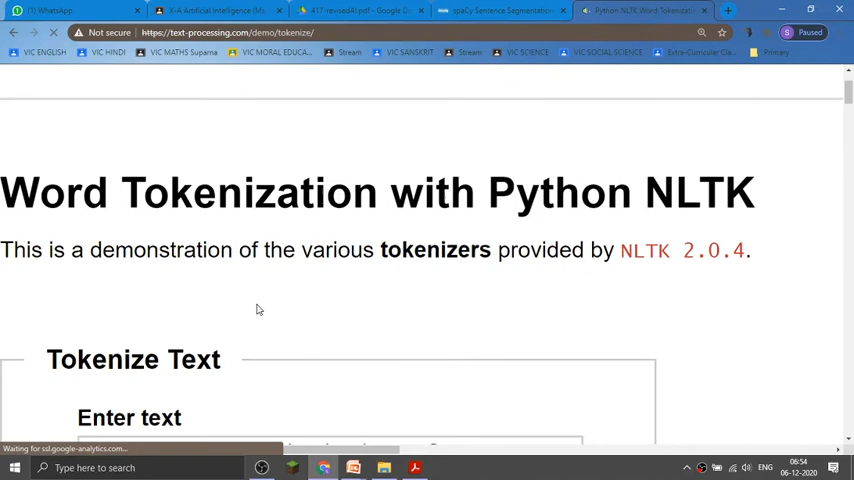 (1) WhatsApp
X-A Artificial Intelligence (Ms
417-revisedAI.pdf - Google Do
spaCy Sentence Segmentation
Python NLTK Word Tokenizatio
Not secure
https://text-processing.com/demo/tokenize/
Paused
VIC ENGLISH
VIC HINDI
VIC MATHS Suparna
VIC MORAL EDUCA...
Stream
VIC SANSKRIT
Stream
VIC SCIENCE
VIC SOCIAL SCIENCE
Extra-Curricular Cla...
Primary
Word Tokenization with Python NLTK
This is a demonstration of the various tokenizers provided by NLTK 2.0.4.
Tokenize Text
Enter text
Waiting for ssl.google-analytics.com...
Type here to search
ENG
06:54
06-12-2020